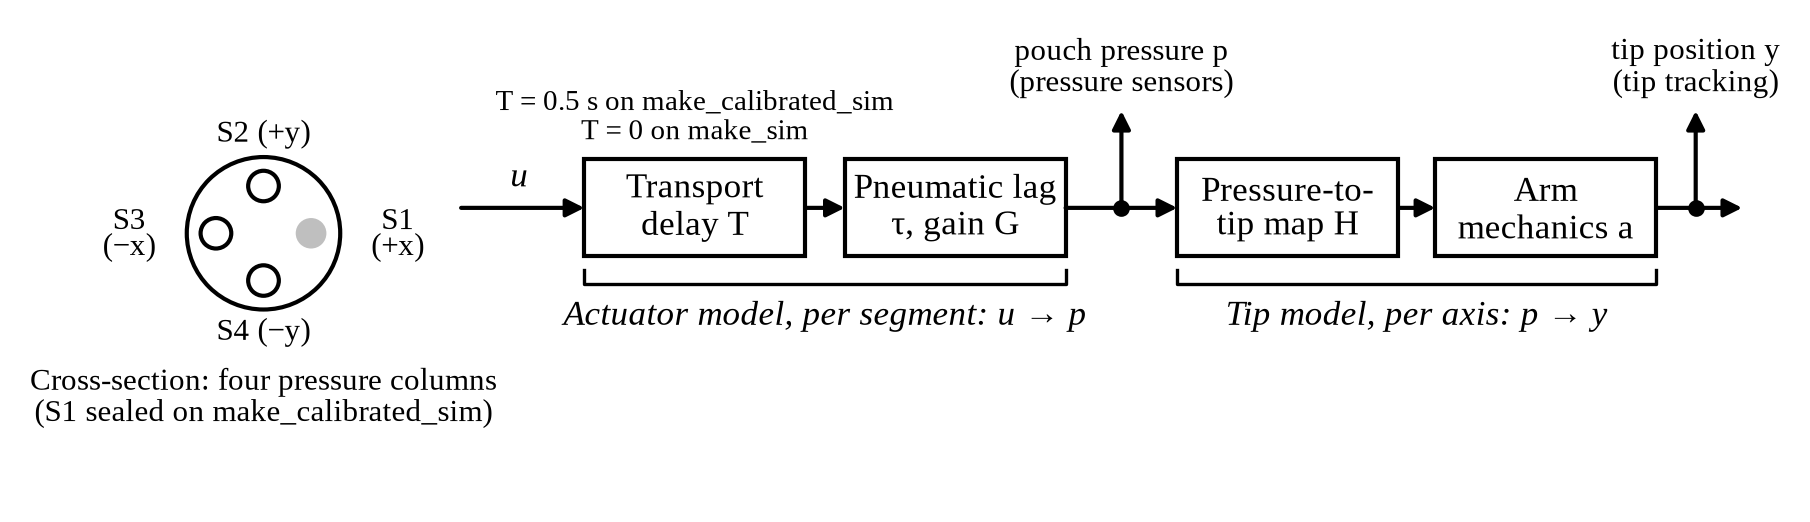 S2 (+y)
S3
(−x)
S1
(+x)
S4 (−y)
Cross-section: four pressure columns
(S1 sealed on make_calibrated_sim)
T = 0.5 s on make_calibrated_sim
T = 0 on make_sim
u
Transport
delay T
Pneumatic lag
τ, gain G
Actuator model, per segment: u → p
pouch pressure p
(pressure sensors)
Pressure-to-
tip map H
Arm
mechanics a
Tip model, per axis: p → y
tip position y
(tip tracking)